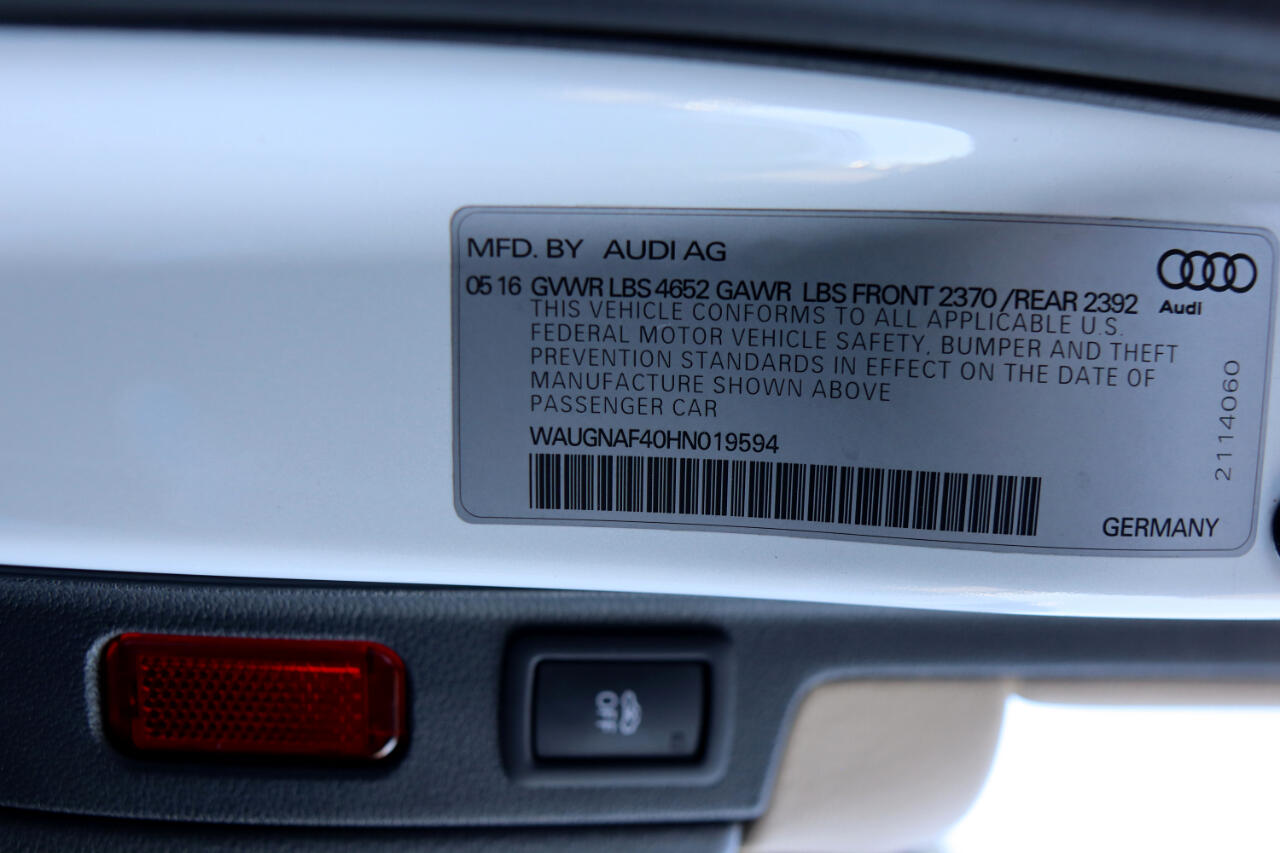 MFD. BY AUDI AG
05 16 GVWR LBS 4652 GAWR LBS FRONT 2370 /REAR 2392
THIS VEHICLE CONFORMS TO ALL APPLICABLE U.S.
FEDERAL MOTOR VEHICLE SAFETY, BUMPER AND THEFT
PREVENTION STANDARDS IN EFFECT ON THE DATE OF
MANUFACTURE SHOWN ABOVE
PASSENGER CAR
WAUGNAF40HN019594
Audi
2114060
GERMANY
OFF